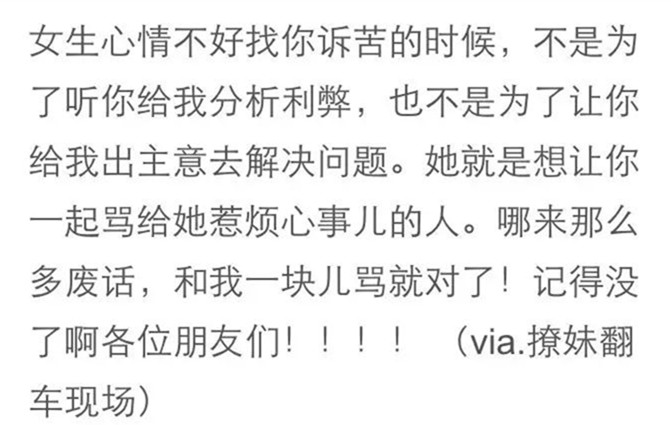 女生心情不好找你诉苦的时候，不是为
了听你给我分析利弊，也不是为了让你
给我出主意去解决问题。她就是想让你
一起骂给她惹烦心事儿的人。哪来那么
多废话，和我一块儿骂就对了！记得没
了啊各位朋友们！！！！（via.撩妹翻
车现场）